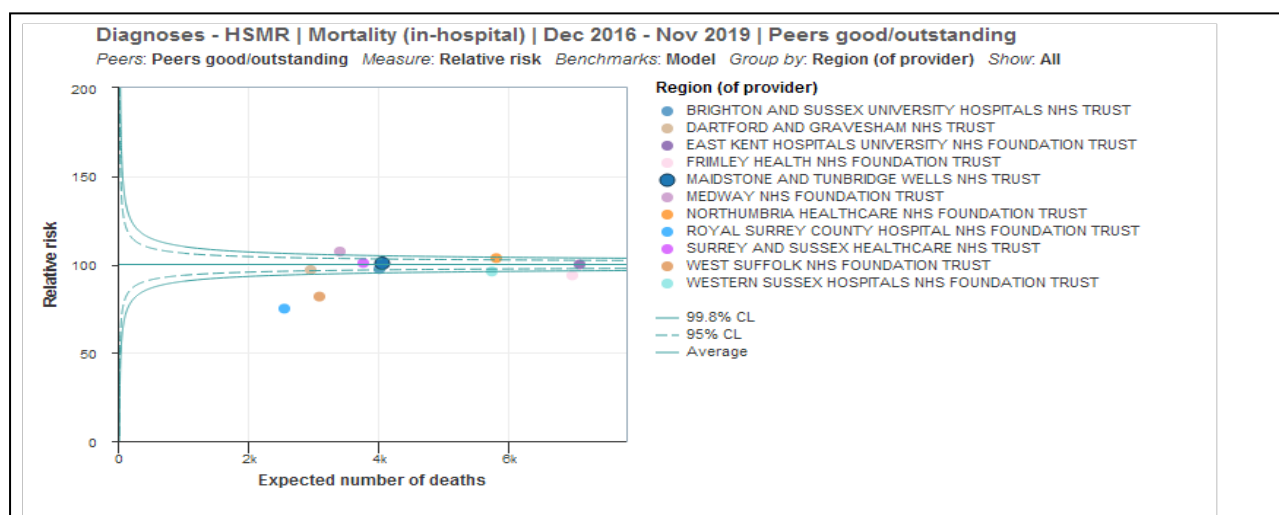 Diagnoses - HSMR | Mortality (in-hospital) | Dec 2016 - Nov 2019 | Peers good/outstanding
Peers: Peers good/outstanding Measure: Relative risk Benchmarks: Model Group by: Region (of provider) Show: All
200
150
100
50
0
Relative risk
0 2k 4k 6k
Expected number of deaths
Region (of provider)
BRIGHTON AND SUSSEX UNIVERSITY HOSPITALS NHS TRUST
DARTFORD AND GRAVESHAM NHS TRUST
EAST KENT HOSPITALS UNIVERSITY NHS FOUNDATION TRUST
FRIMLEY HEALTH NHS FOUNDATION TRUST
MAIDSTONE AND TUNBRIDGE WELLS NHS TRUST
MEDWAY NHS FOUNDATION TRUST
NORTHUMBRIA HEALTHCARE NHS FOUNDATION TRUST
ROYAL SURREY COUNTY HOSPITAL NHS FOUNDATION TRUST
SURREY AND SUSSEX HEALTHCARE NHS TRUST
WEST SUFFOLK NHS FOUNDATION TRUST
WESTERN SUSSEX HOSPITALS NHS FOUNDATION TRUST
99.8% CL
95% CL
Average